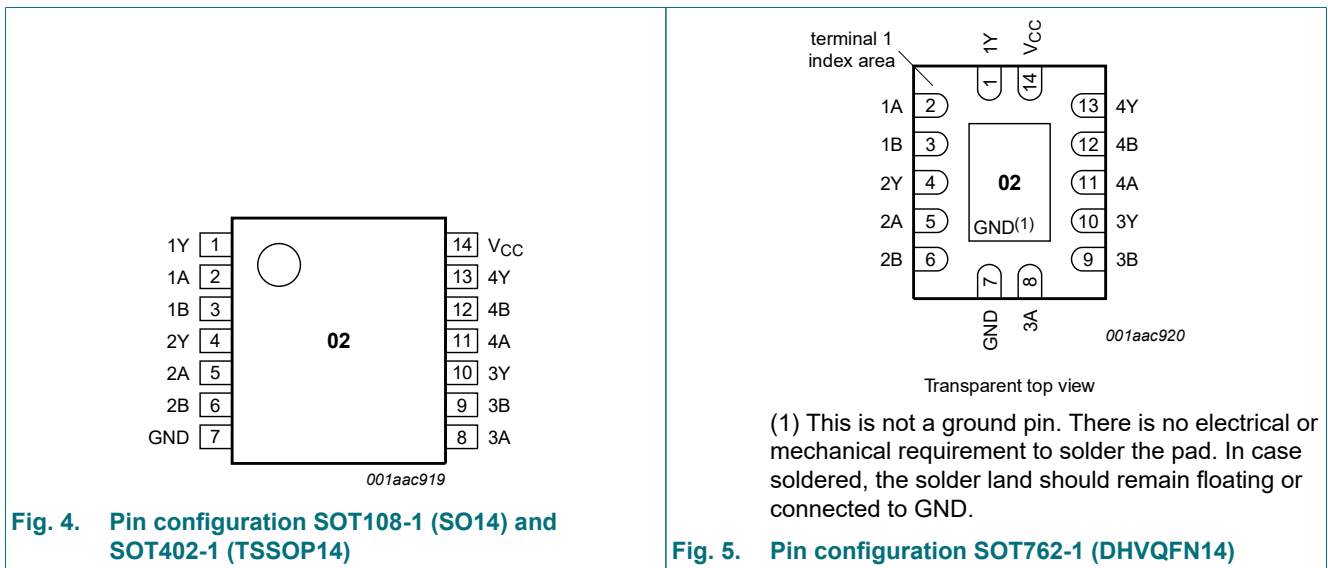 1Y 1
1A 2
1B 3
2Y 4
2A 5
2B 6
GND 7
02
14 VCC
13 4Y
12 4B
11 4A
10 3Y
9 3B
8 3A
001aac919
Fig. 4. Pin configuration SOT108-1 (SO14) and
SOT402-1 (TSSOP14)
terminal 1
index area
1Y
VCC
1
14
1A 2
1B 3
2Y 4
2A 5
2B 6
02
GND(1)
13 4Y
12 4B
11 4A
10 3Y
9 3B
7
8
GND
3A
001aac920
Transparent top view
(1) This is not a ground pin. There is no electrical or
mechanical requirement to solder the pad. In case
soldered, the solder land should remain floating or
connected to GND.
Fig. 5. Pin configuration SOT762-1 (DHVQFN14)